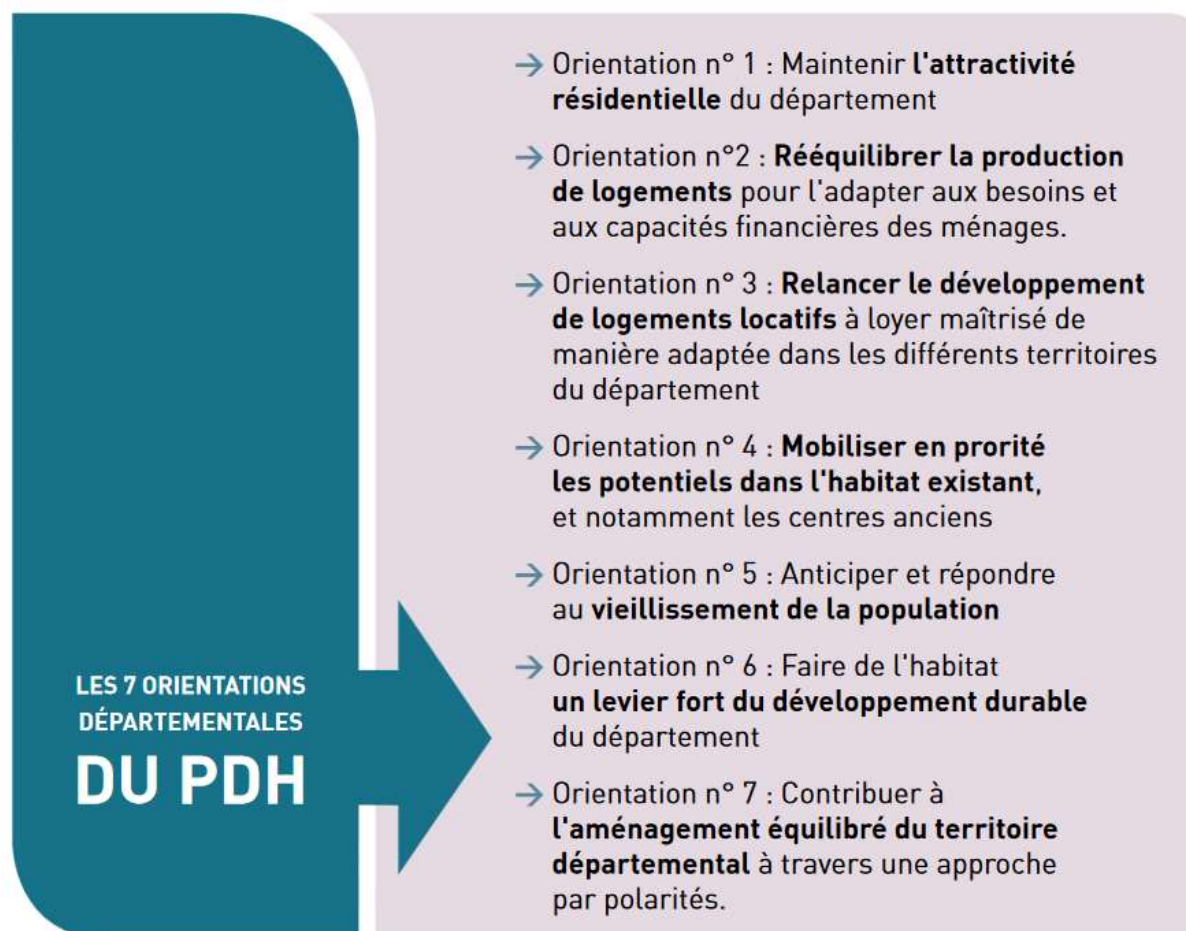 LES 7 ORIENTATIONS
DÉPARTEMENTALES
DU PDH
→ Orientation n° 1 : Maintenir l'attractivité
résidentielle du département
→ Orientation n°2 : Rééquilibrer la production
de logements pour l'adapter aux besoins et
aux capacités financières des ménages.
→ Orientation n° 3 : Relancer le développement
de logements locatifs à loyer maîtrisé de
manière adaptée dans les différents territoires
du département
→ Orientation n° 4 : Mobiliser en prorité
les potentiels dans l'habitat existant,
et notamment les centres anciens
→ Orientation n° 5 : Anticiper et répondre
au vieillissement de la population
→ Orientation n° 6 : Faire de l'habitat
un levier fort du développement durable
du département
→ Orientation n° 7 : Contribuer à
l'aménagement équilibré du territoire
départemental à travers une approche
par polarités.